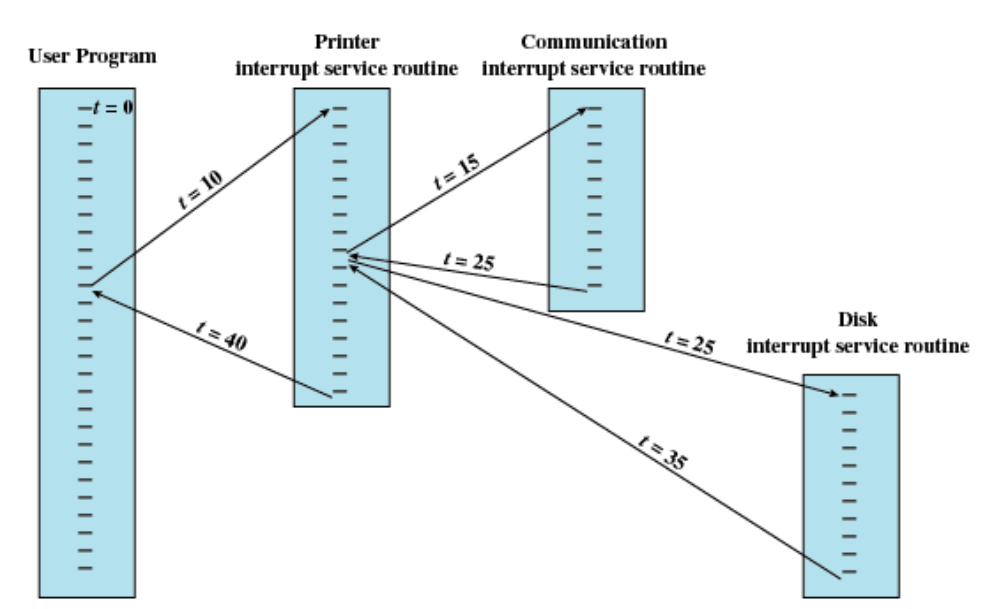 User Program
Printer
interrupt service routine
Communication
interrupt service routine
t = 0
t = 10
t = 15
t = 25
t = 40
t = 25
Disk
interrupt service routine
t = 35